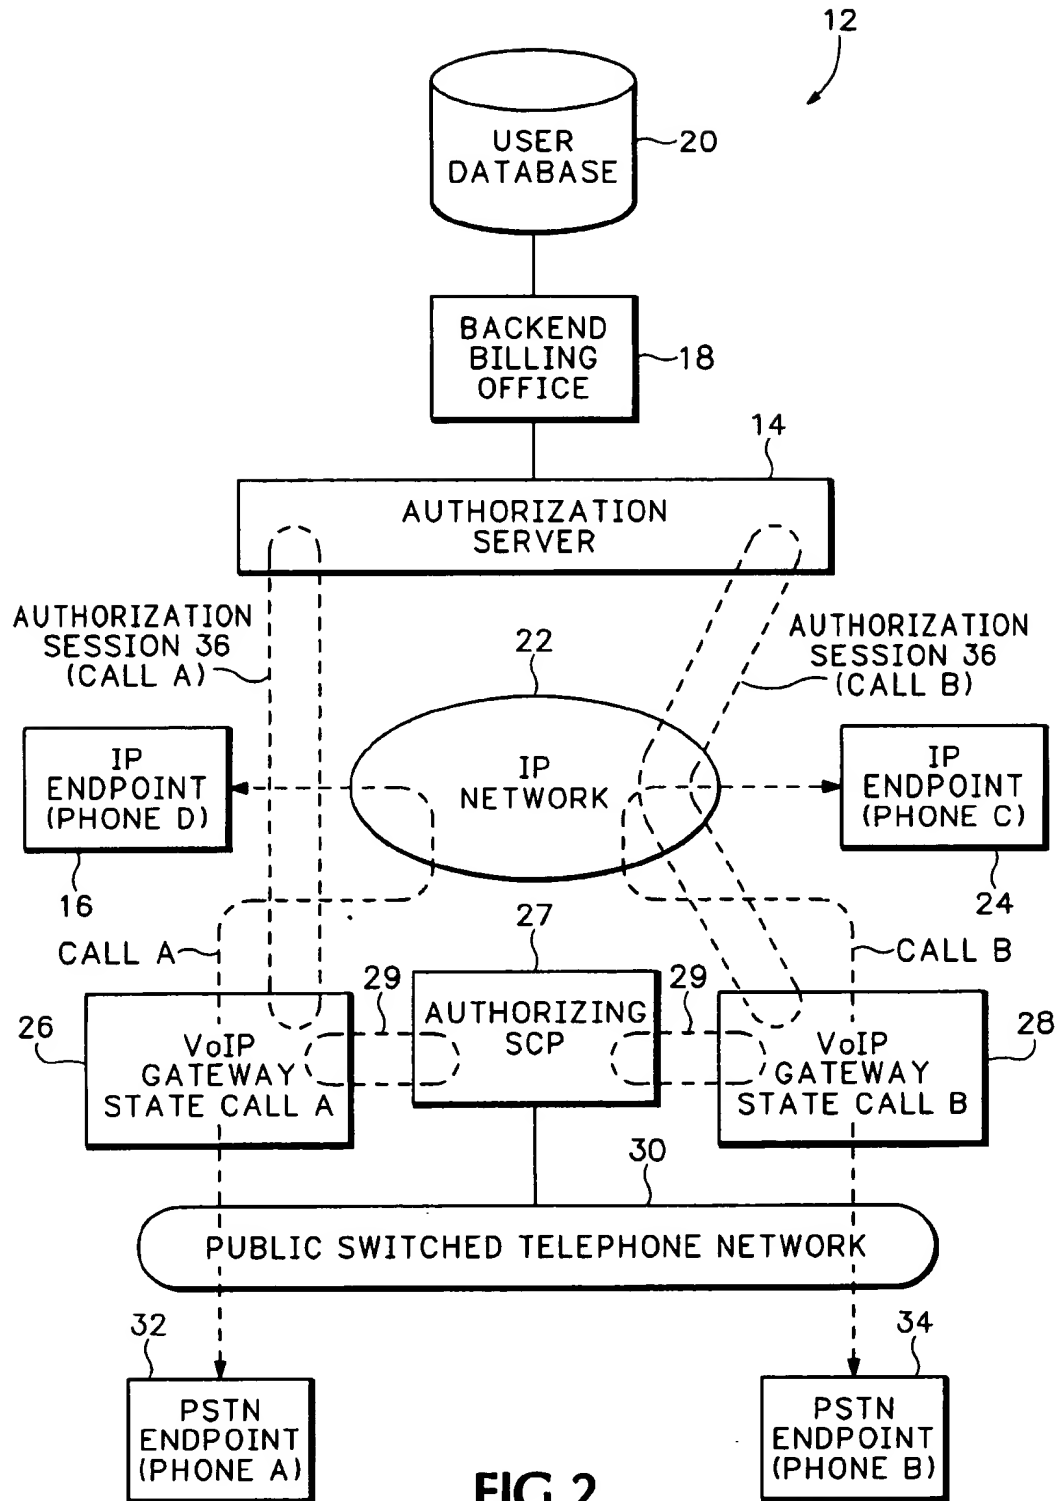 12
USER
DATABASE
20
BACKEND
BILLING
OFFICE
18
14
AUTHORIZATION
SERVER
AUTHORIZATION
SESSION 36
(CALL A)
22
AUTHORIZATION
SESSION 36
(CALL B)
IP
ENDPOINT
(PHONE D)
IP
NETWORK
IP
ENDPOINT
(PHONE C)
16
24
CALL A
27
CALL B
26
VoIP
GATEWAY
STATE CALL A
29
AUTHORIZING
SCP
29
VoIP
GATEWAY
STATE CALL B
28
30
PUBLIC SWITCHED TELEPHONE NETWORK
32
34
PSTN
ENDPOINT
(PHONE A)
PSTN
ENDPOINT
(PHONE B)
FIG.2